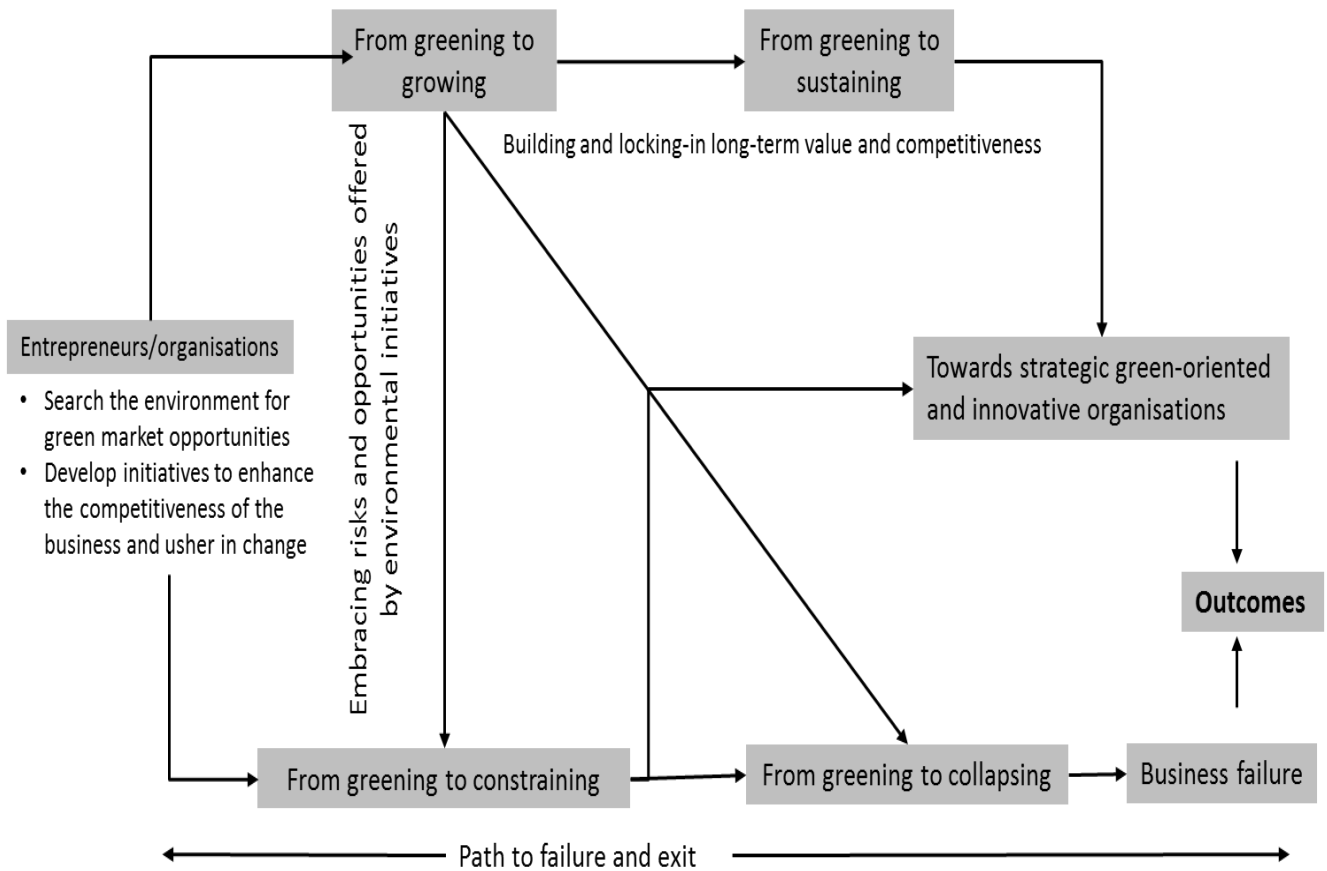 From greening to
growing
From greening to
sustaining
Building and locking-in long-term value and competitiveness
Embracing risks and opportunities offered
by environmental initiatives
Entrepreneurs/organisations
• Search the environment for
green market opportunities
• Develop initiatives to enhance
the competitiveness of the
business and usher in change
Towards strategic green-oriented
and innovative organisations
Outcomes
From greening to constraining
From greening to collapsing
Business failure
Path to failure and exit